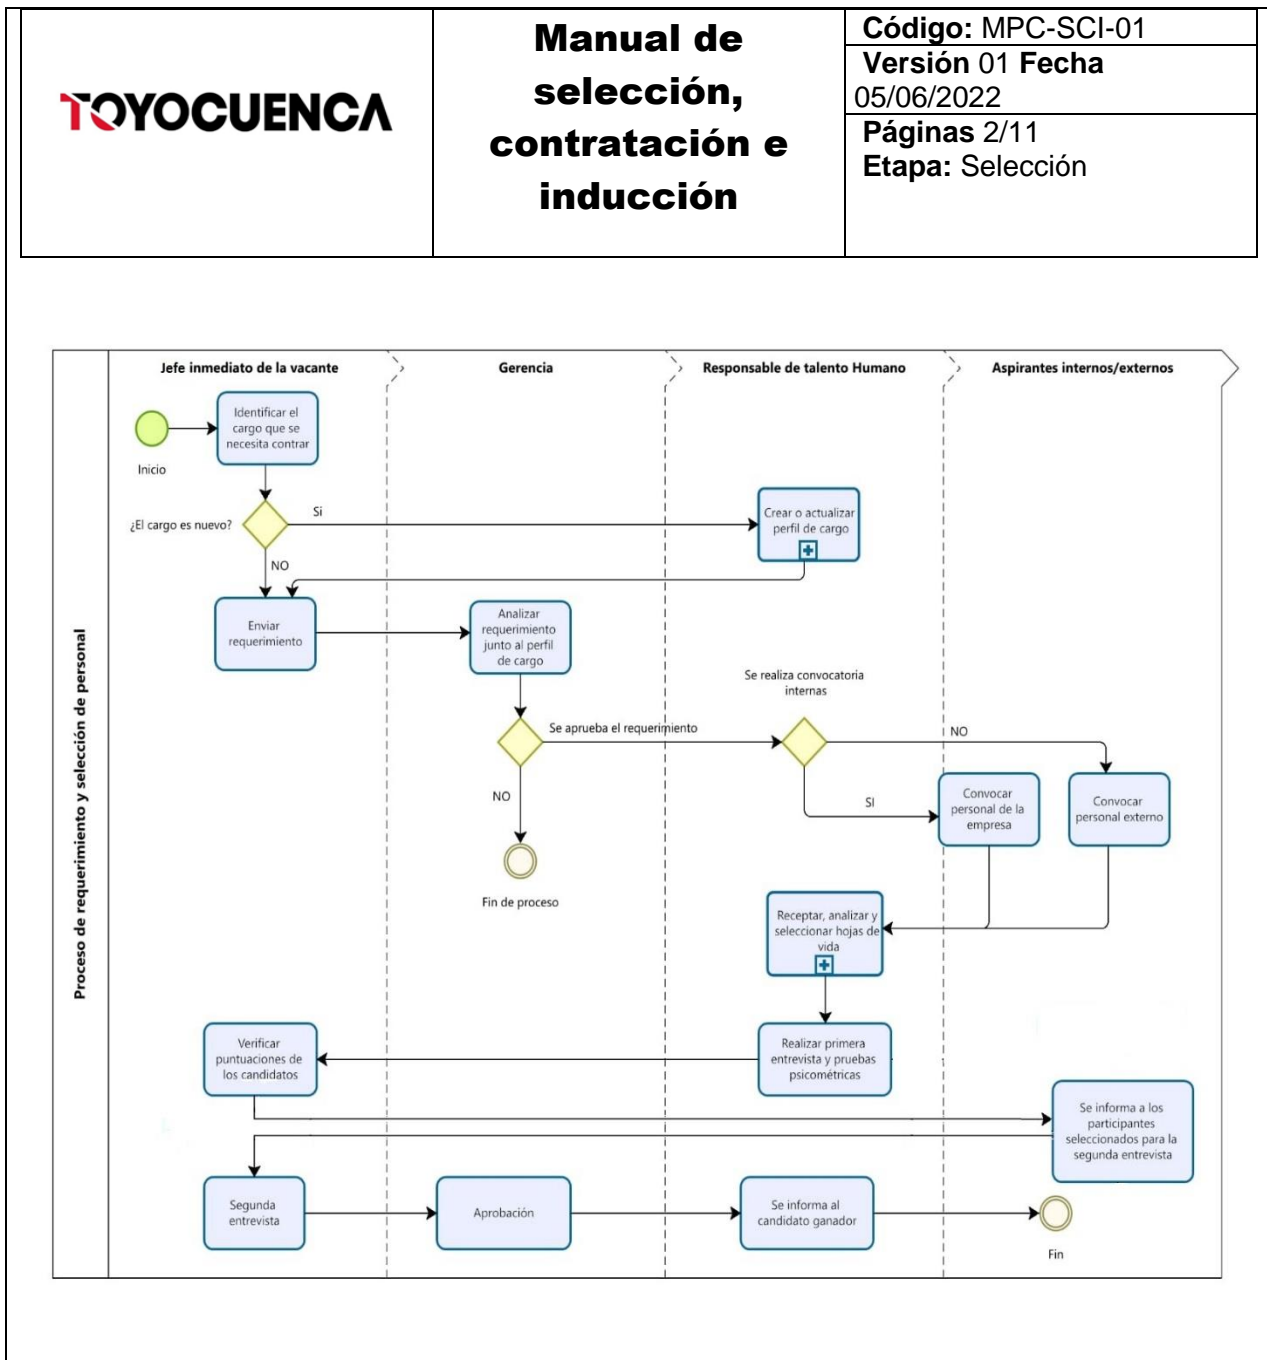 TOYOCUENCA
Manual de
selección,
contratación e
inducción
Código: MPC-SCI-01
Versión 01 Fecha
05/06/2022
Páginas 2/11
Etapa: Selección
Proceso de requerimiento y selección de personal
Jefe inmediato de la vacante
Gerencia
Responsable de talento Humano
Aspirantes internos/externos
Inicio
Identificar el
cargo que se
necesita contrar
¿El cargo es nuevo?
Si
Crear o actualizar
perfil de cargo
NO
Enviar
requerimiento
Analizar
requerimiento
junto al perfil
de cargo
Se aprueba el requerimiento
NO
Fin de proceso
Se realiza convocatoria
internas
NO
SI
Convocar
personal de la
empresa
Convocar
personal externo
Receptar, analizar y
seleccionar hojas de
vida
Realizar primera
entrevista y pruebas
psicométricas
Verificar
puntuaciones de
los candidatos
Se informa a los
participantes
seleccionados para la
segunda entrevista
Segunda
entrevista
Aprobación
Se informa al
candidato ganador
Fin